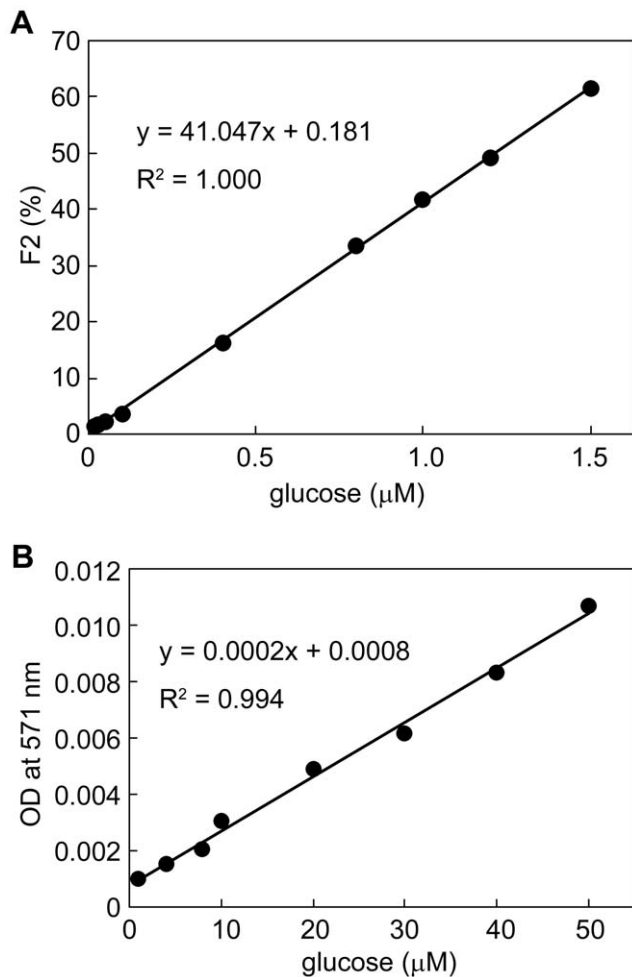 A
70
60
50
40
30
20
10
0
F2 (%)
y = 41.047x + 0.181
R² = 1.000
0 0.5 1.0 1.5
glucose (μM)
B
0.012
0.010
0.008
0.006
0.004
0.002
0
OD at 571 nm
y = 0.0002x + 0.0008
R² = 0.994
10 20 30 40 50
glucose (μM)